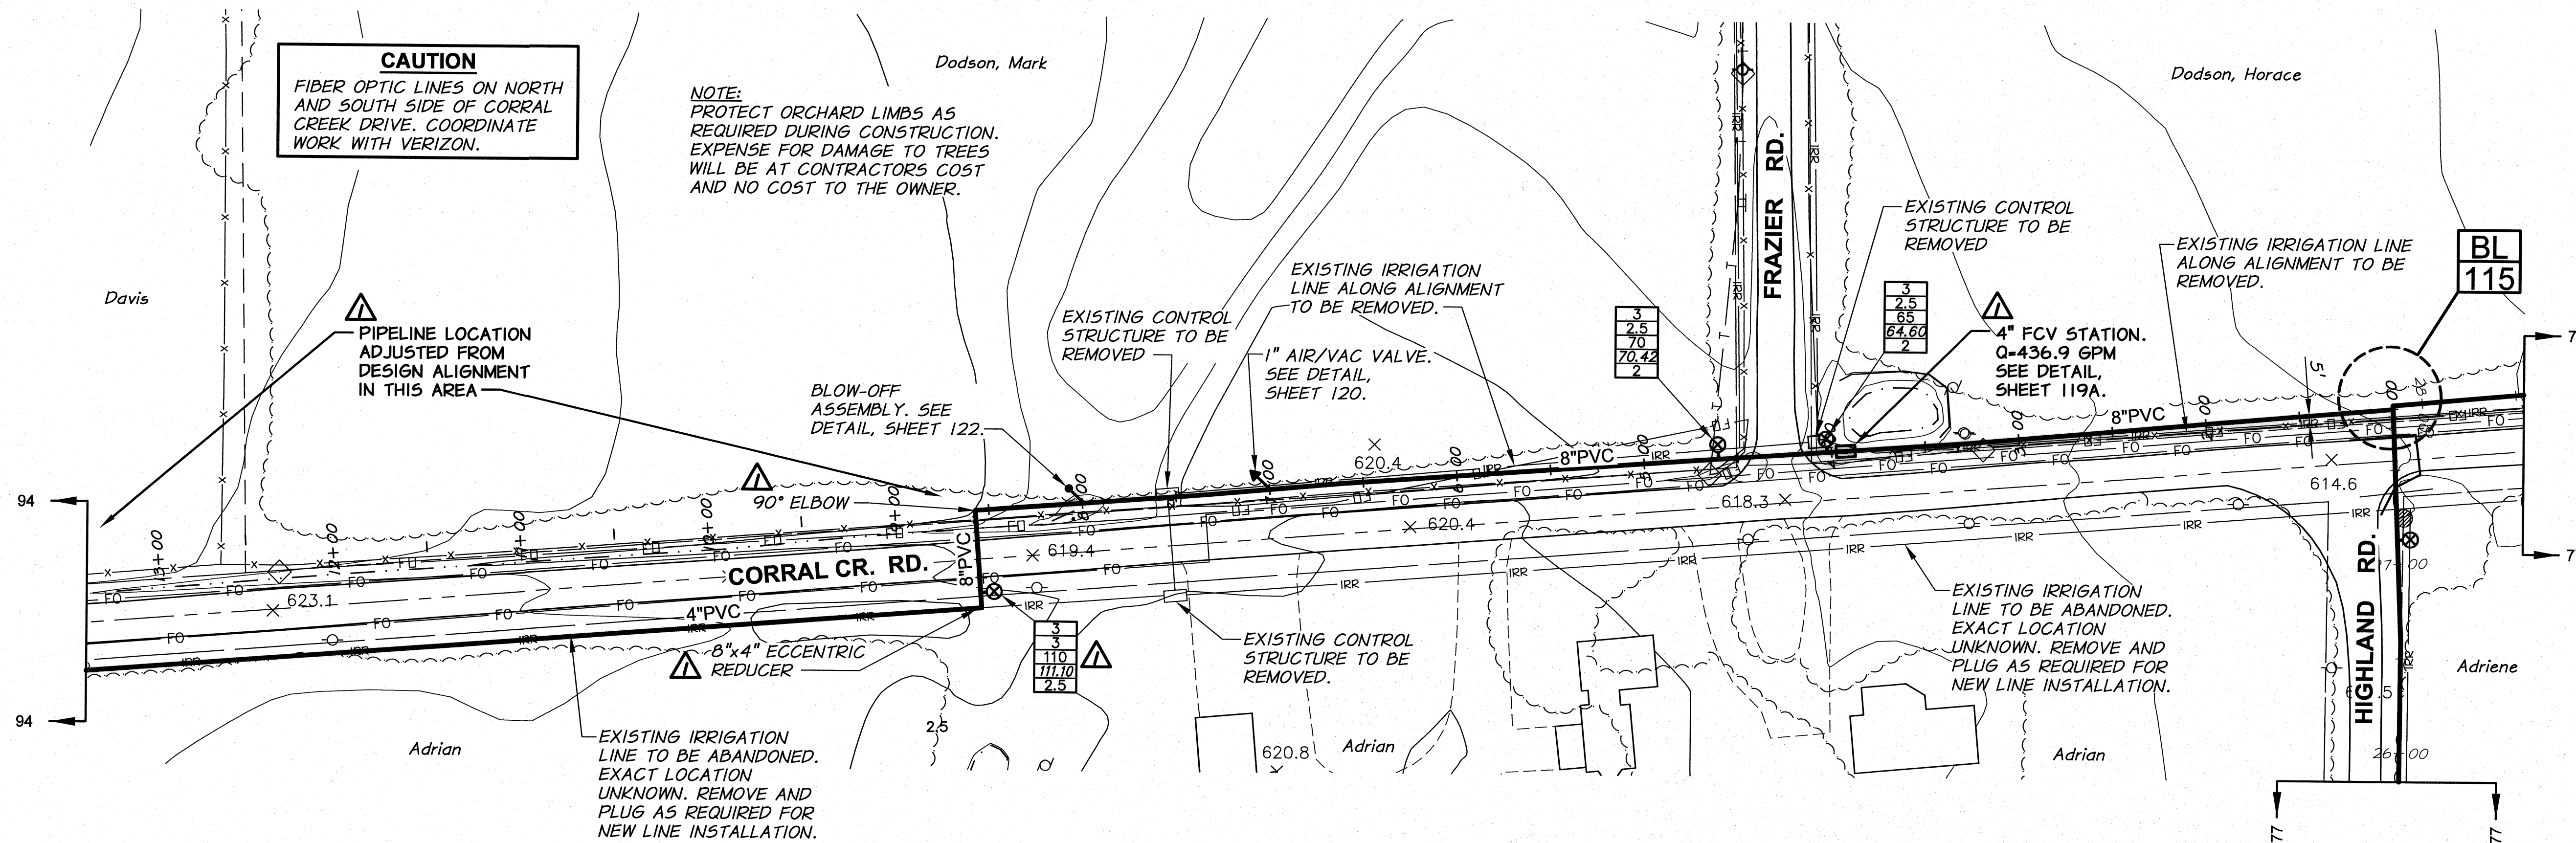 CAUTION
FIBER OPTIC LINES ON NORTH
AND SOUTH SIDE OF CORRAL
CREEK DRIVE. COORDINATE
WORK WITH VERIZON.
NOTE:
PROTECT ORCHARD LIMBS AS
REQUIRED DURING CONSTRUCTION.
EXPENSE FOR DAMAGE TO TREES
WILL BE AT CONTRACTORS COST
AND NO COST TO THE OWNER.
Dodson, Mark
Dodson, Horace
Davis
FRAZIER RD.
EXISTING CONTROL
STRUCTURE TO BE
REMOVED
EXISTING IRRIGATION LINE
ALONG ALIGNMENT TO BE
REMOVED.
BL
115
EXISTING IRRIGATION
LINE ALONG ALIGNMENT
TO BE REMOVED.
EXISTING CONTROL
STRUCTURE TO BE
REMOVED
1" AIR/VAC VALVE.
SEE DETAIL,
SHEET 120.
3
2.5
70
70.42
2
3
2.5
65
64.60
2
4" FCV STATION.
Q=436.9 GPM
SEE DETAIL,
SHEET 119A.
PIPELINE LOCATION
ADJUSTED FROM
DESIGN ALIGNMENT
IN THIS AREA
BLOW-OFF
ASSEMBLY. SEE
DETAIL, SHEET 122.
90° ELBOW
5'
8"PVC
8"PVC
620.4
620.4
618.3
614.6
619.4
623.1
94
94
7
7
13+00
12+00
CORRAL CR. RD.
8"PVC
4"PVC
8"x4" ECCENTRIC
REDUCER
3
3
110
111.10
2.5
EXISTING CONTROL
STRUCTURE TO BE
REMOVED.
EXISTING IRRIGATION
LINE TO BE ABANDONED.
EXACT LOCATION
UNKNOWN. REMOVE AND
PLUG AS REQUIRED FOR
NEW LINE INSTALLATION.
EXISTING IRRIGATION
LINE TO BE ABANDONED.
EXACT LOCATION
UNKNOWN. REMOVE AND
PLUG AS REQUIRED FOR
NEW LINE INSTALLATION.
HIGHLAND RD.
Adriene
Adrian
2.5
620.8
Adrian
Adrian
26+00
77
77